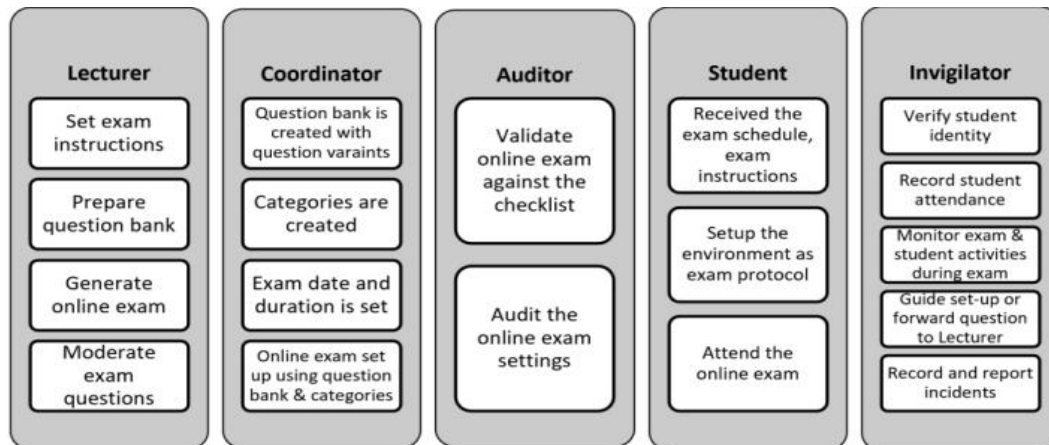 Lecturer
Set exam
instructions
Prepare
question bank
Generate
online exam
Moderate
exam
questions
Coordinator
Question bank is
created with
question varaints
Categories are
created
Exam date and
duration is set
Online exam set
up using question
bank & categories
Auditor
Validate
online exam
against the
checklist
Audit the
online exam
settings
Student
Received the
exam schedule,
exam
instructions
Setup the
environment as
exam protocol
Attend the
online exam
Invigilator
Verify student
identity
Record student
attendance
Monitor exam &
student activities
during exam
Guide set-up or
forward question
to Lecturer
Record and report
incidents